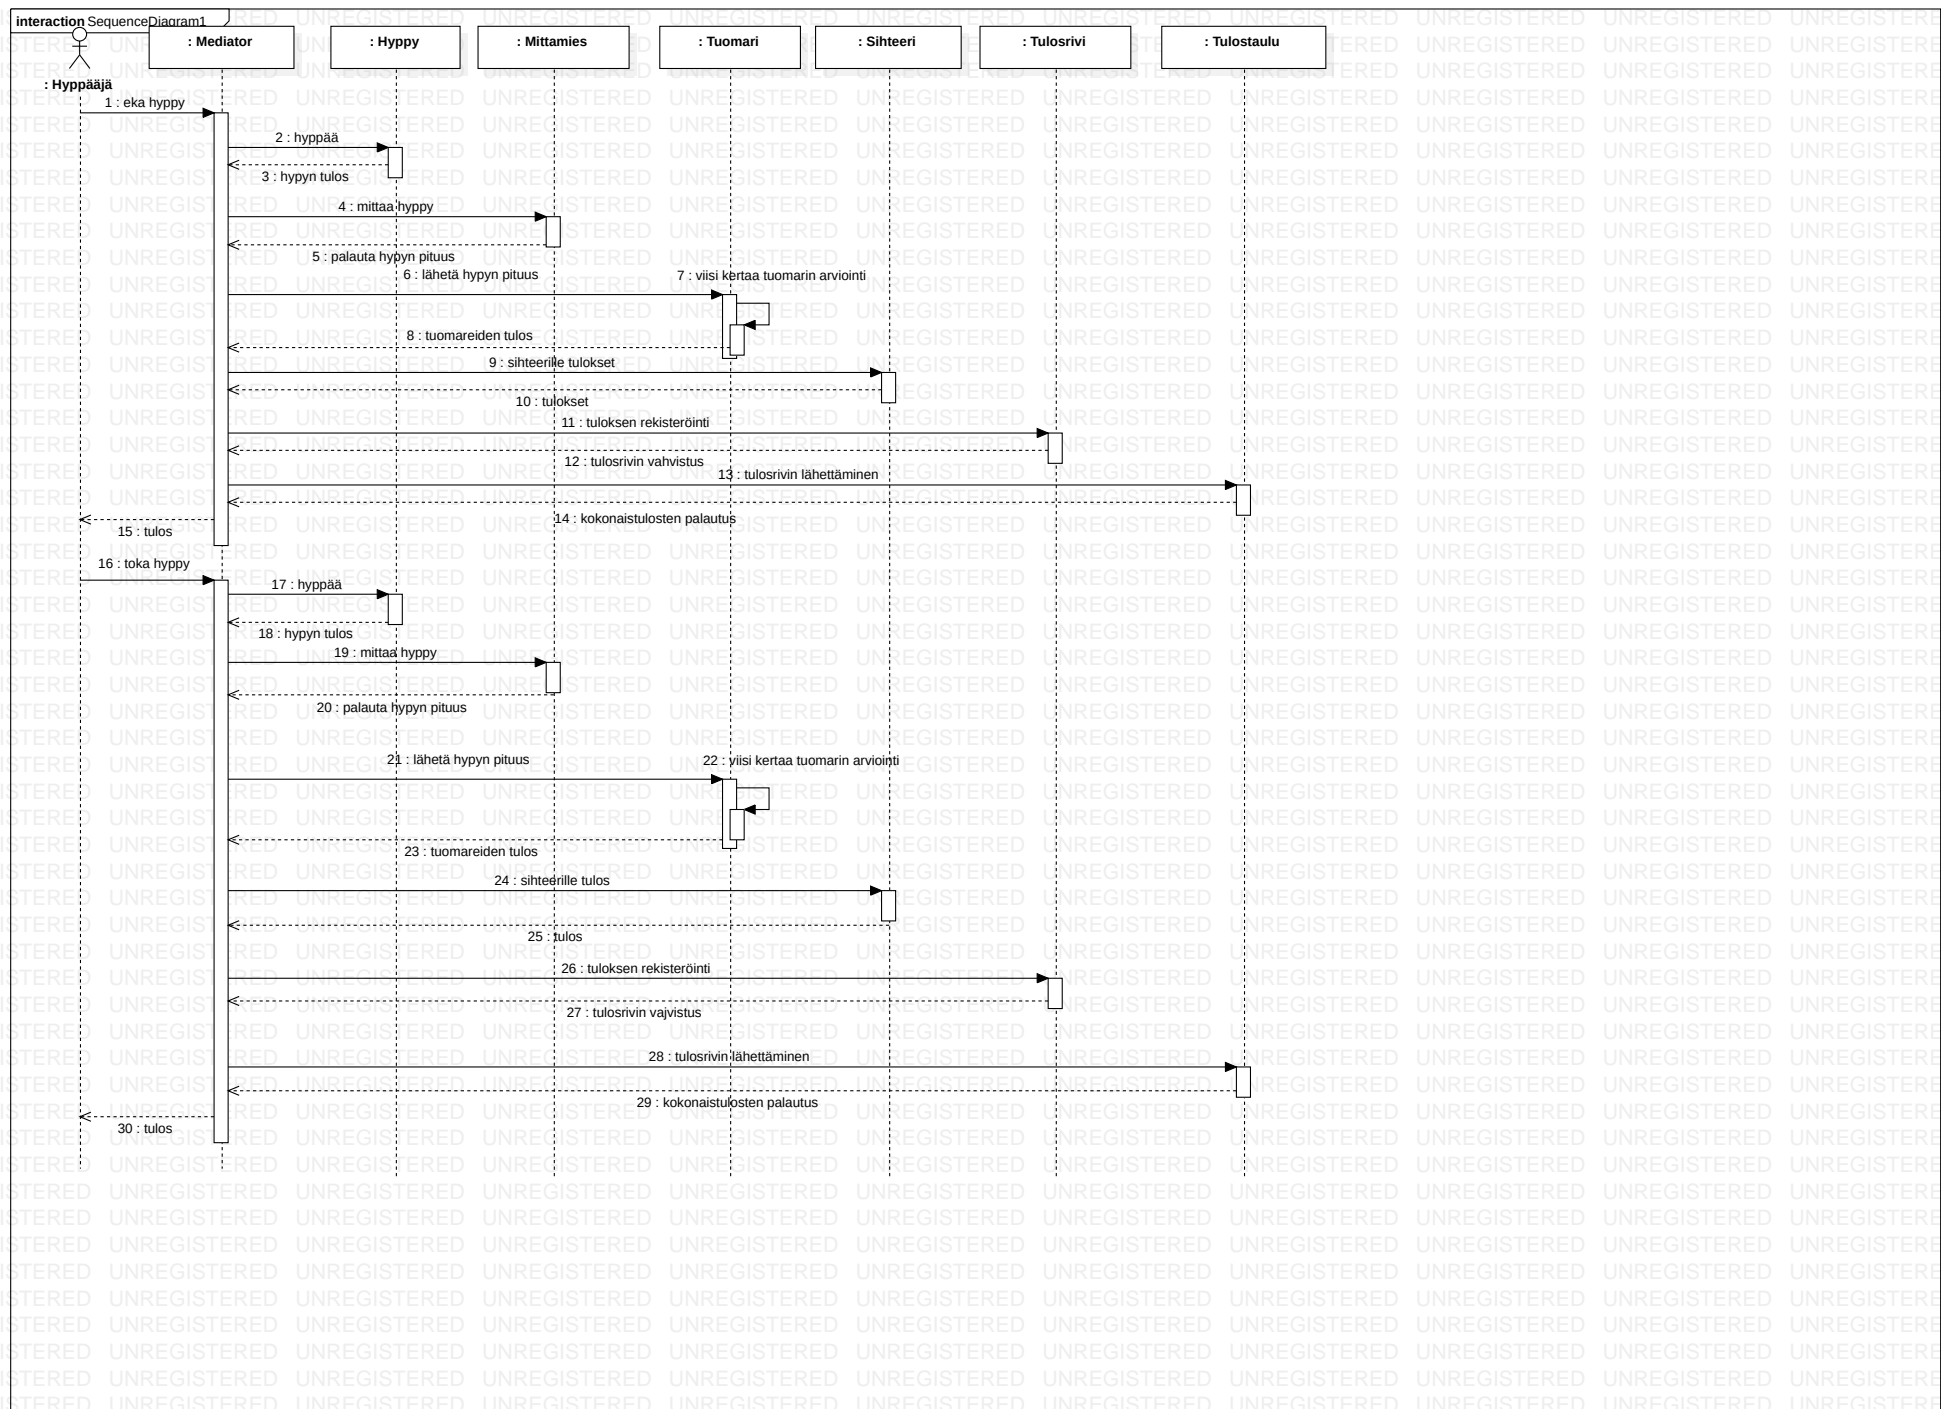 interaction SequenceDiagram1
: Hyppääjä
: Mediator
: Hyppy
: Mittamies
: Tuomari
: Sihteeri
: Tulosrivi
: Tulostaulu
1 : eka hyppy
2 : hyppää
3 : hypyn tulos
4 : mittaa hyppy
5 : palauta hypyn pituus
6 : lähetä hypyn pituus
7 : viisi kertaa tuomarin arviointi
8 : tuomareiden tulos
9 : sihteerille tulokset
10 : tulokset
11 : tuloksen rekisteröinti
12 : tulosrivin vahvistus
13 : tulosrivin lähettäminen
14 : kokonaistulosten palautus
15 : tulos
16 : toka hyppy
17 : hyppää
18 : hypyn tulos
19 : mittaa hyppy
20 : palauta hypyn pituus
21 : lähetä hypyn pituus
22 : viisi kertaa tuomarin arviointi
23 : tuomareiden tulos
24 : sihteerille tulos
25 : tulos
26 : tuloksen rekisteröinti
27 : tulosrivin vajvistus
28 : tulosrivin lähettäminen
29 : kokonaistulosten palautus
30 : tulos
UNREGISTERED